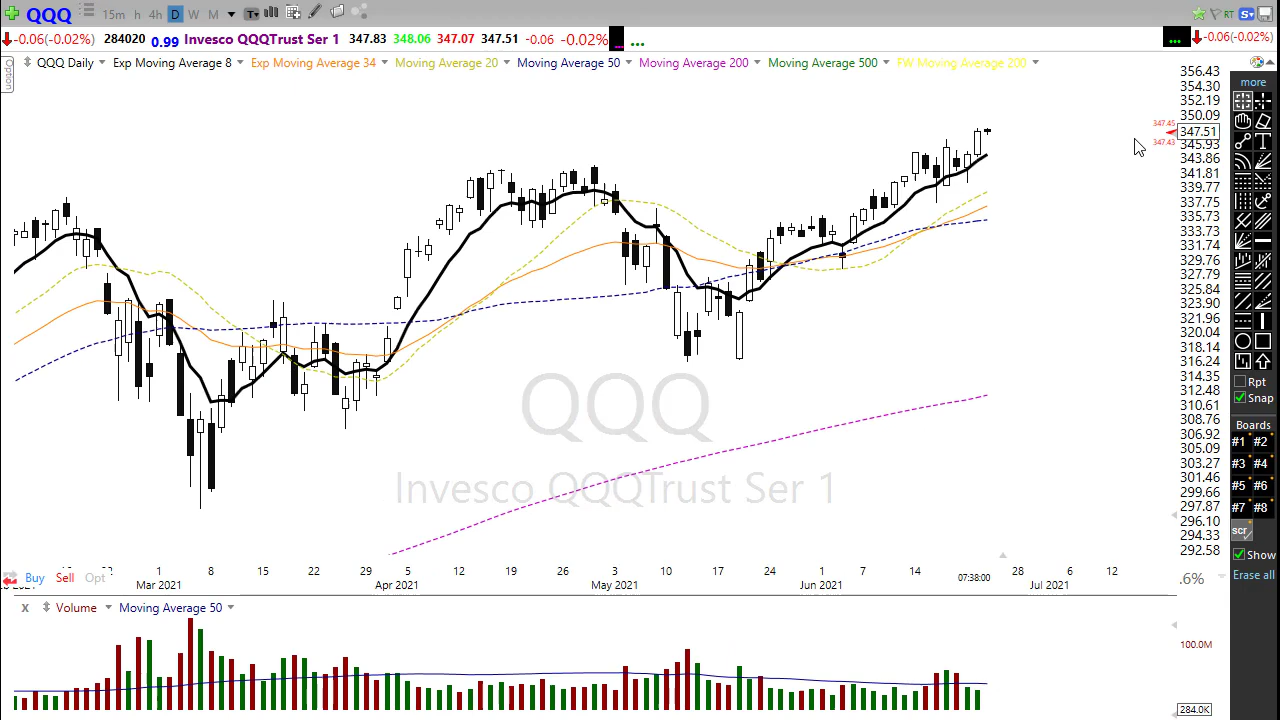 QQQ 15m h 4h D W M T RT S
-0.06(-0.02%) 284020 0.99 Invesco QQQTrust Ser 1 347.83 348.06 347.07 347.51 -0.06 -0.02% ... ... -0.06(-0.02%)
Option
QQQ Daily Exp Moving Average 8 Exp Moving Average 34 Moving Average 20 Moving Average 50 Moving Average 200 Moving Average 500 FW Moving Average 200
356.43
354.30
352.19
350.09
347.45
347.51
347.43
345.93
343.86
341.81
339.77
337.75
335.73
333.73
331.74
329.76
327.79
325.84
323.90
321.96
320.04
318.14
316.24
314.35
312.48
310.61
308.76
306.92
305.09
303.27
301.46
299.66
297.87
296.10
294.33
292.58
more
T
Rpt
Snap
Boards
#1 #2
#3 #4
#5 #6
#7 #8
scr
Show
Erase all
QQQ
Invesco QQQTrust Ser 1
1 8 15 22 29 5 12 19 26 3 10 17 24 1 7 14 07:38:00 28 6 12
Mar 2021 Apr 2021 May 2021 Jun 2021 Jul 2021
Buy Sell Opt
.6%
x Volume Moving Average 50
100.0M
284.0K